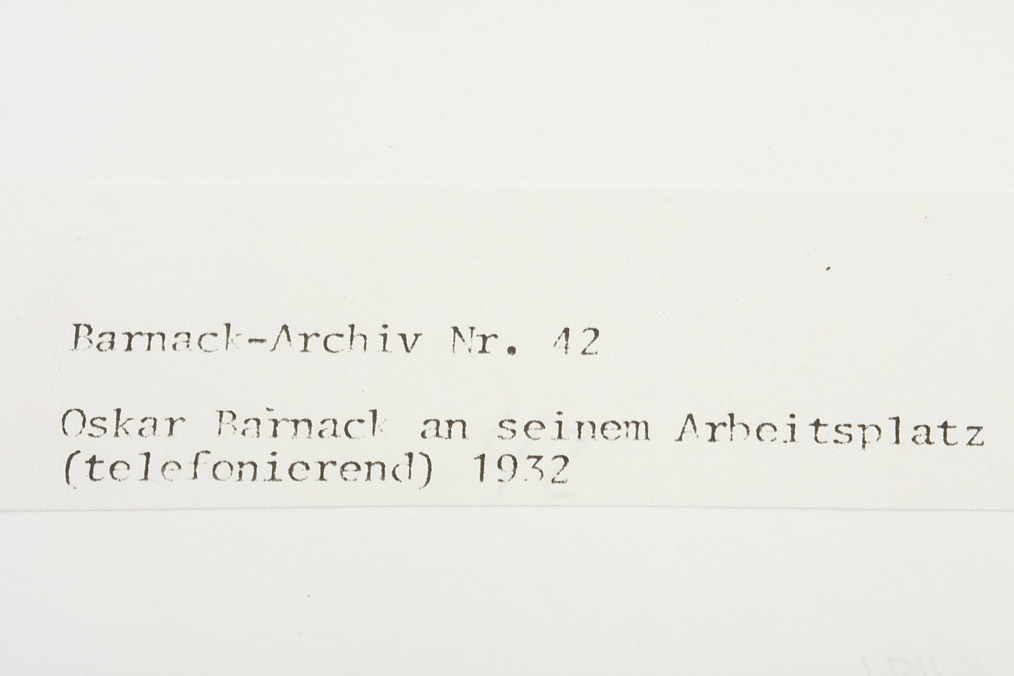 Barnack-Archiv Nr. 42
Oskar Barnack an seinem Arbeitsplatz
(telefonierend) 1932